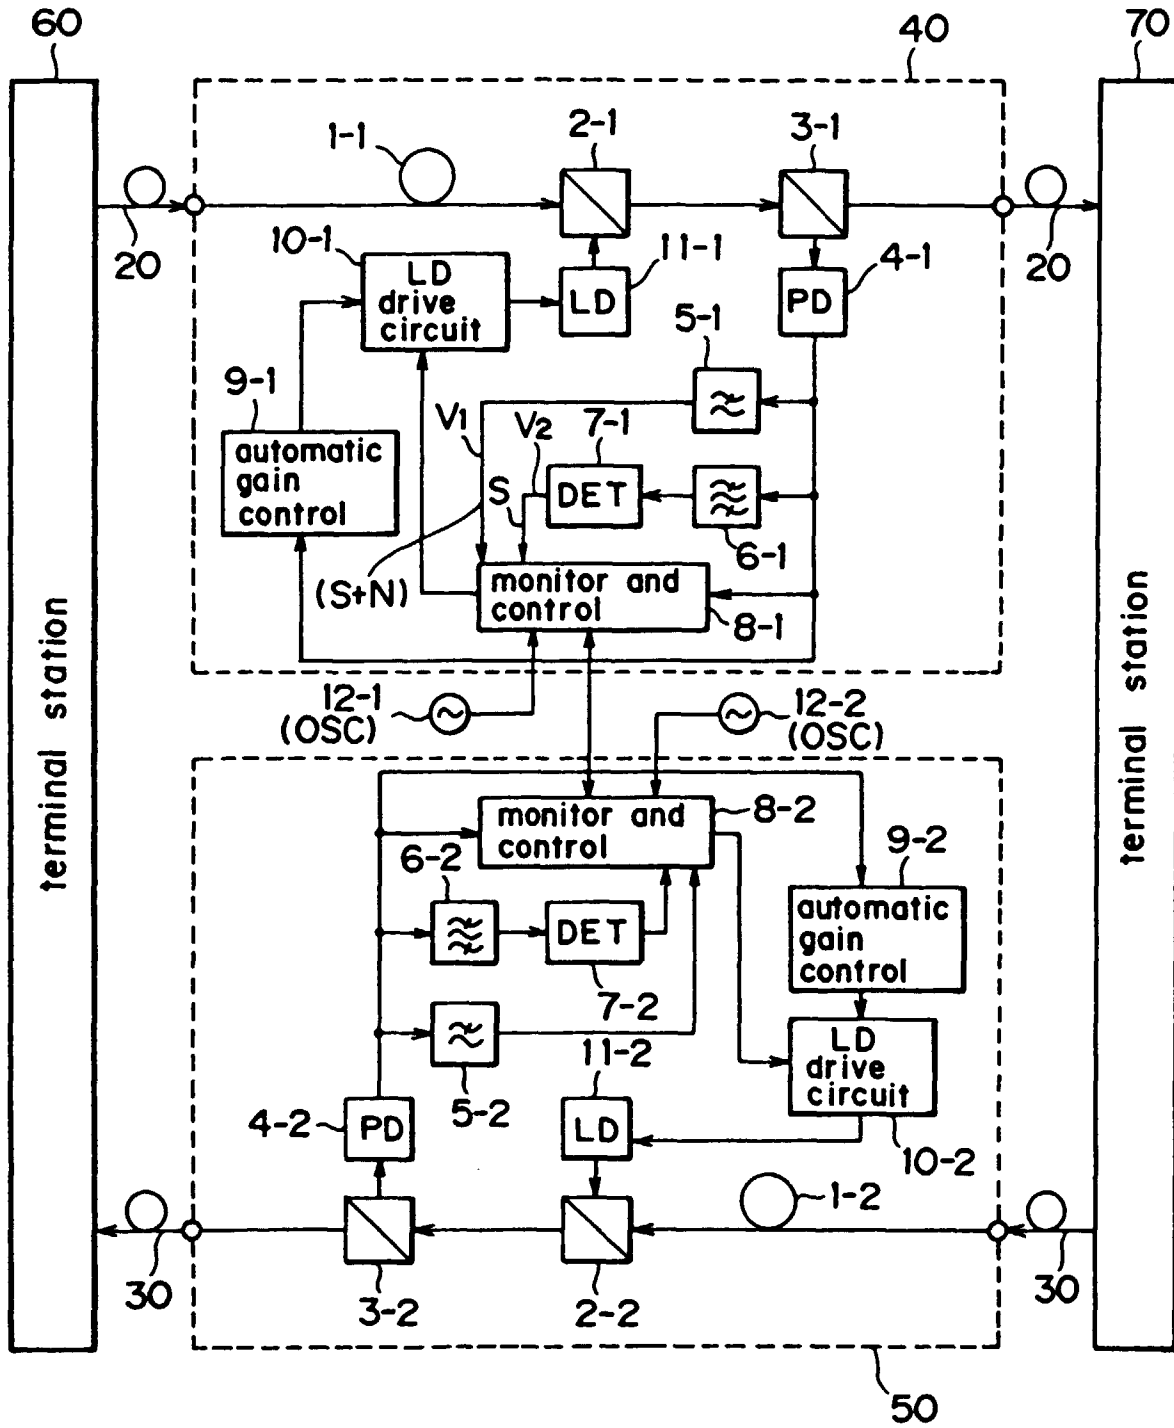 60
40
70
1-1
2-1
3-1
20
20
10-1
LD
drive
circuit
11-1
LD
4-1
PD
5-1
9-1
automatic
gain
control
V1
V2
7-1
S
DET
6-1
(S+N)
monitor and
control
8-1
terminal station
terminal station
12-1
(OSC)
12-2
(OSC)
monitor and
control
8-2
6-2
9-2
DET
automatic
gain
control
7-2
11-2
LD
drive
circuit
5-2
4-2
PD
LD
10-2
1-2
30
3-2
2-2
30
50